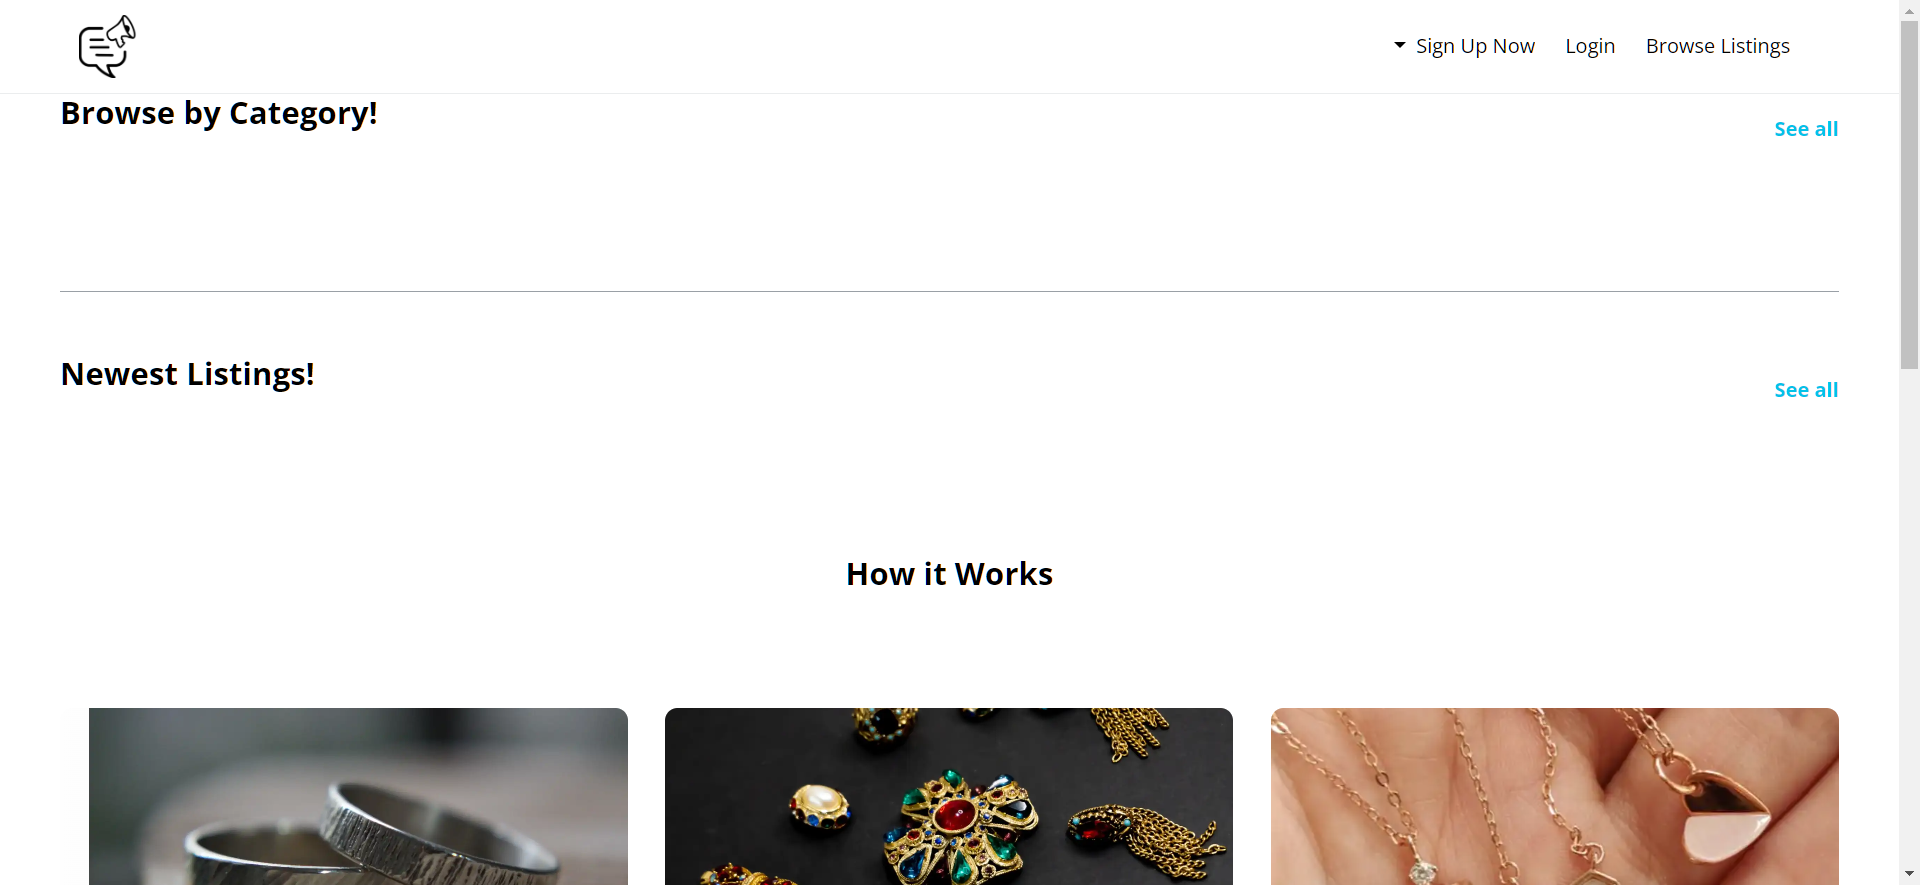 Sign Up Now
Login
Browse Listings
Browse by Category!
See all
Newest Listings!
See all
How it Works